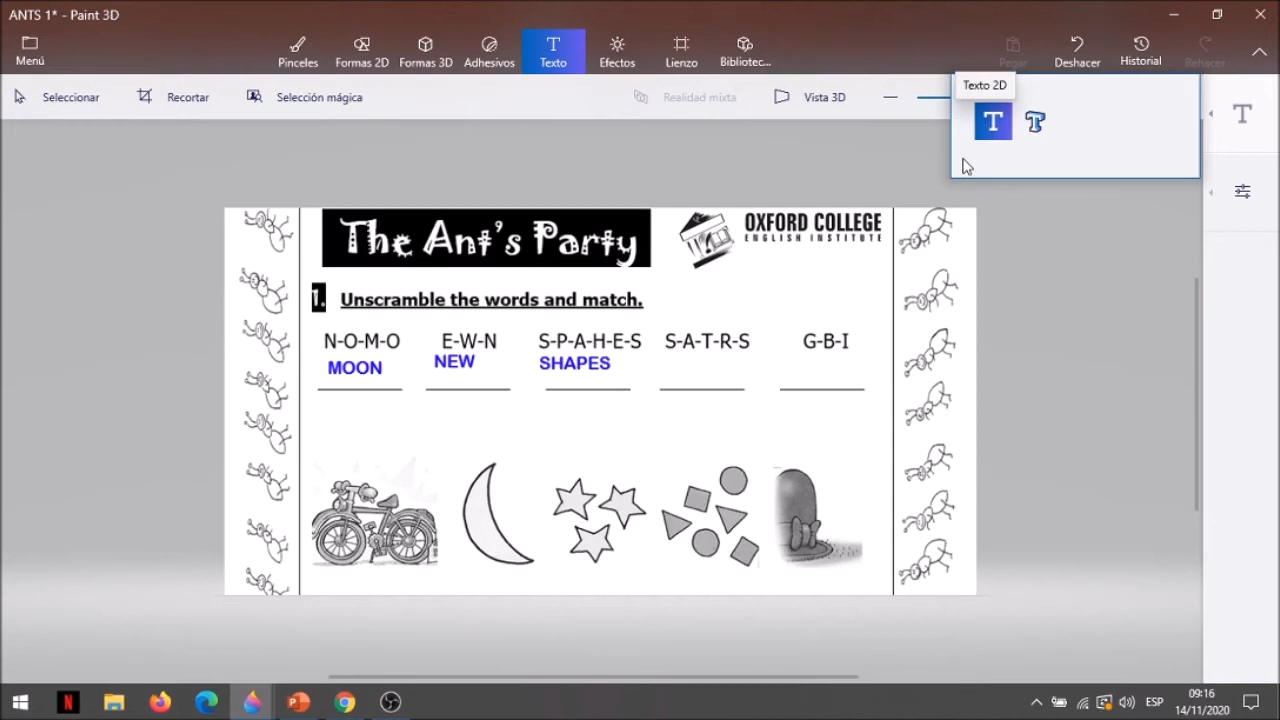 ANTS 1* - Paint 3D
Menú
Pinceles
Formas 2D
Formas 3D
Adhesivos
Texto
Efectos
Lienzo
Bibliotec...
Pegar
Deshacer
Historial
Rehacer
Seleccionar
Recortar
Selección mágica
Realidad mixta
Vista 3D
Texto 2D
The Ant's Party
OXFORD COLLEGE
ENGLISH INSTITUTE
1. Unscramble the words and match.
N-O-M-O E-W-N S-P-A-H-E-S S-A-T-R-S G-B-I
MOON NEW SHAPES
ESP
09:16
14/11/2020